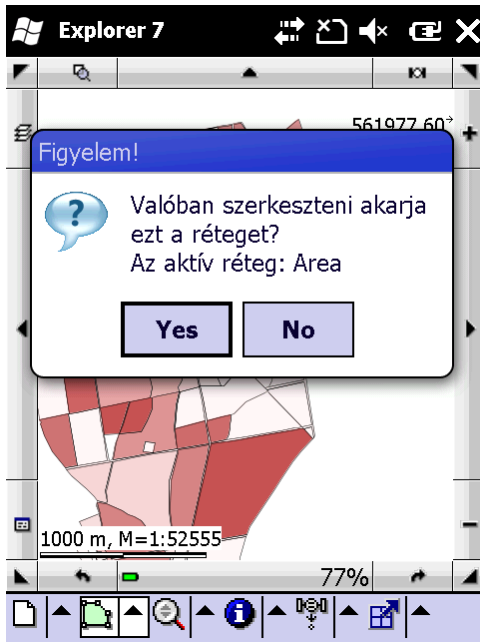 Explorer 7
561977.60
Figyelem!
Valóban szerkeszteni akarja
ezt a réteget?
Az aktív réteg: Area
Yes
No
1000 m, M=1:52555
77%